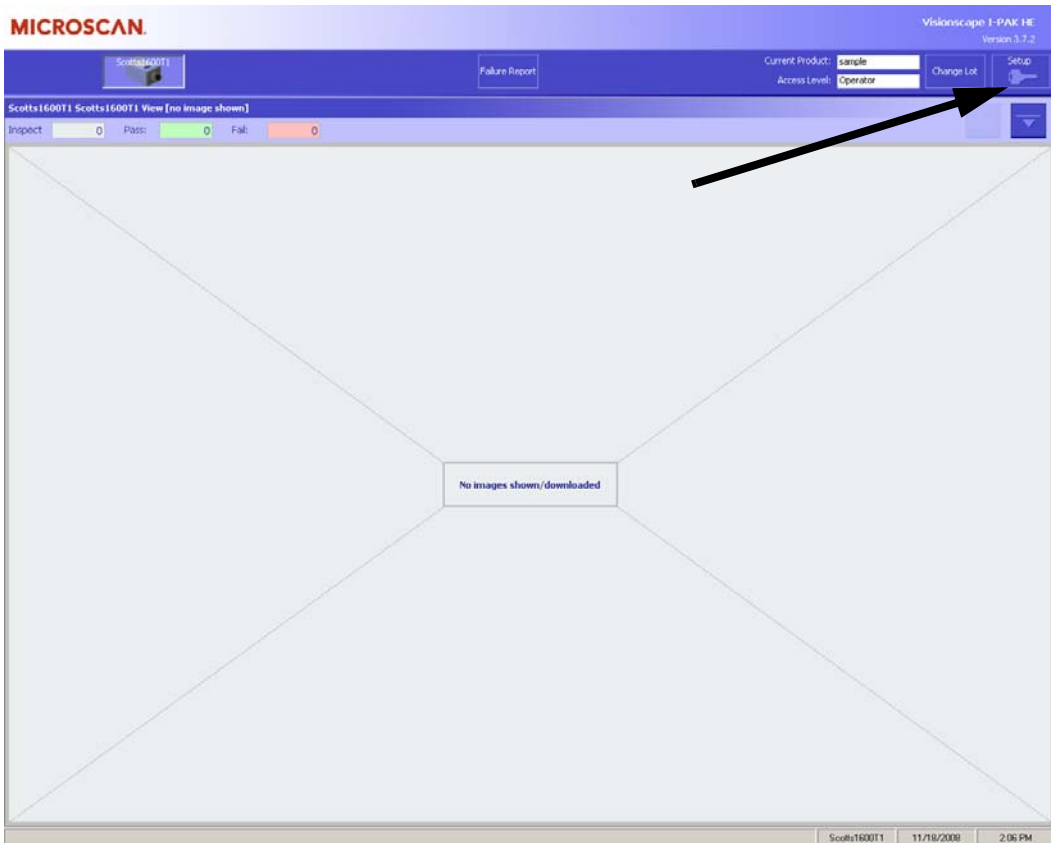 MICROSCAN.
Visionscape I-PAK HE
Version 3.7.2
Scotts1600T1
Failure Report
Current Product: sample
Access Level: Operator
Change Lot
Setup
Scotts1600T1 Scotts1600T1 View [no image shown]
Inspect 0 Pass: 0 Fail: 0
No images shown/downloaded
Scotts1600T1 11/18/2008 2:06 PM